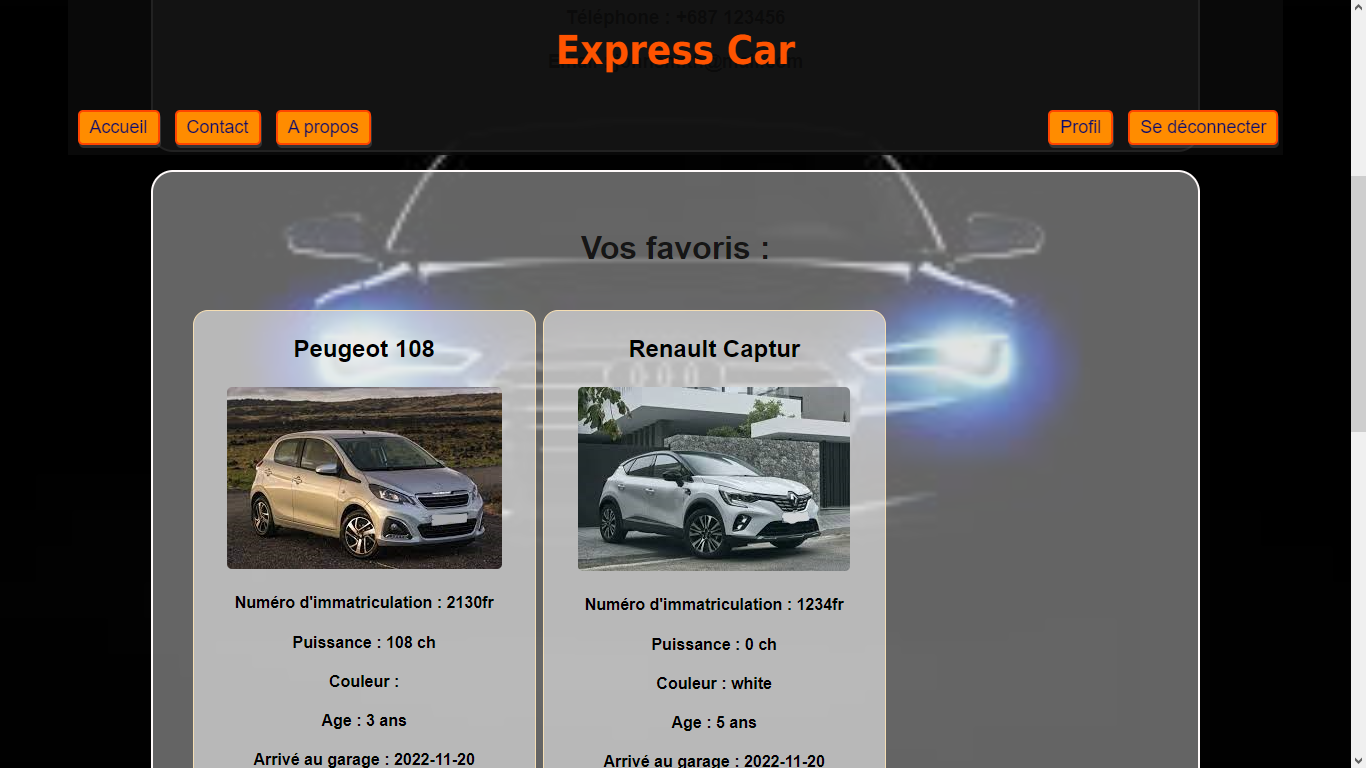 Téléphone : +687 123456
Express Car
Accueil
Contact
A propos
Profil
Se déconnecter
Vos favoris :
Peugeot 108
Renault Captur
Numéro d'immatriculation : 2130fr
Puissance : 108 ch
Couleur :
Age : 3 ans
Arrivé au garage : 2022-11-20
Numéro d'immatriculation : 1234fr
Puissance : 0 ch
Couleur : white
Age : 5 ans
Arrivé au garage : 2022-11-20